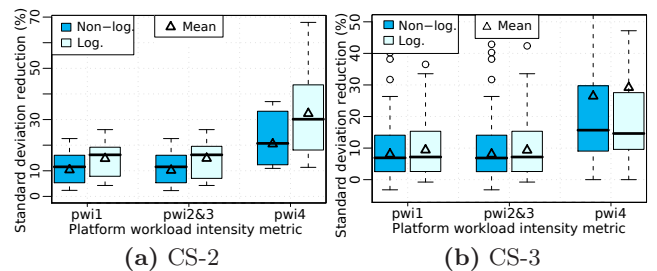 Standard deviation reduction (%)
70
50
30
10
0
Non−log.
Log.
Mean
pwi1
pwi2&3
pwi4
Platform workload intensity metric
(a) CS-2
Standard deviation reduction (%)
50
40
30
20
10
0
Non−log.
Log.
Mean
pwi1
pwi2&3
pwi4
Platform workload intensity metric
(b) CS-3